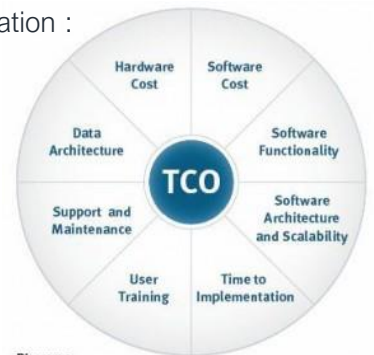 ation :
Hardware
Cost
Software
Cost
Data
Architecture
Software
Functionality
TCO
Support and
Maintenance
Software
Architecture
and Scalability
User
Training
Time to
Implementation